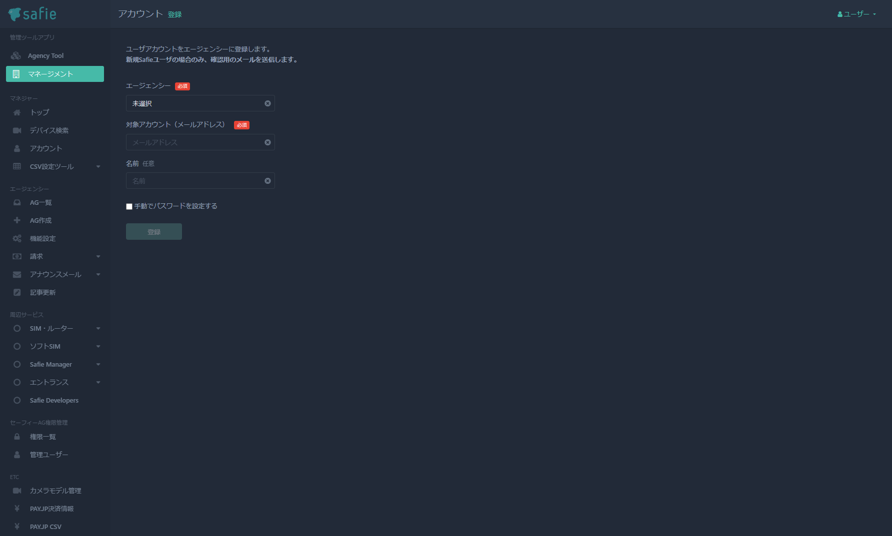 safie
アカウント 登録
ユーザー
管理ツールアプリ
Agency Tool
マネージメント
マネジャー
トップ
デバイス検索
アカウント
CSV設定ツール
エージェンシー
AG一覧
AG作成
機能設定
請求
アナウンスメール
記事更新
周辺サービス
SIM・ルーター
ソフトSIM
Safie Manager
エントランス
Safie Developers
セーフィーAG権限管理
権限一覧
管理ユーザー
ETC
カメラモデル管理
PAY.JP決済情報
PAY.JP CSV
ユーザアカウントをエージェンシーに登録します。
新規Safieユーザの場合のみ、確認用のメールを送信します。
エージェンシー 必須
未選択
対象アカウント（メールアドレス） 必須
メールアドレス
名前 任意
名前
手動でパスワードを設定する
登録